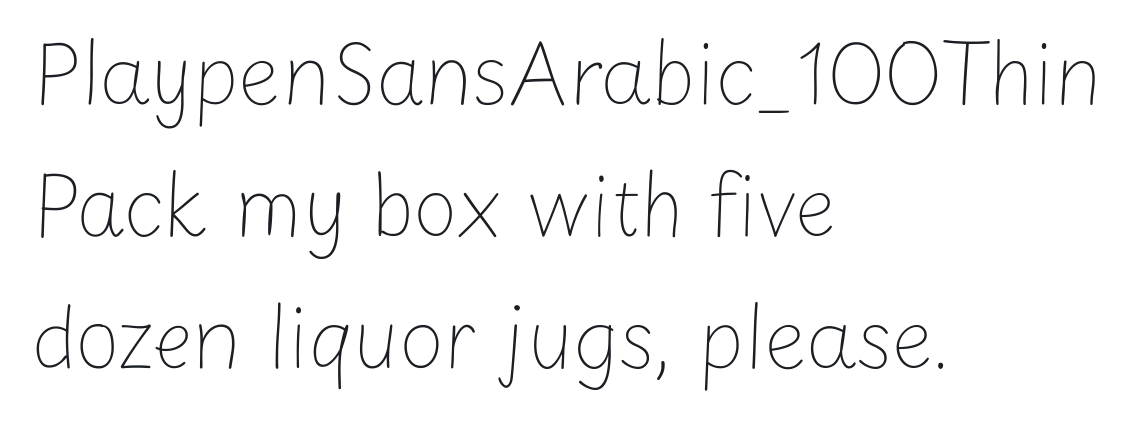 PlaypenSansArabic_100Thin
Pack my box with five
dozen liquor jugs, please.